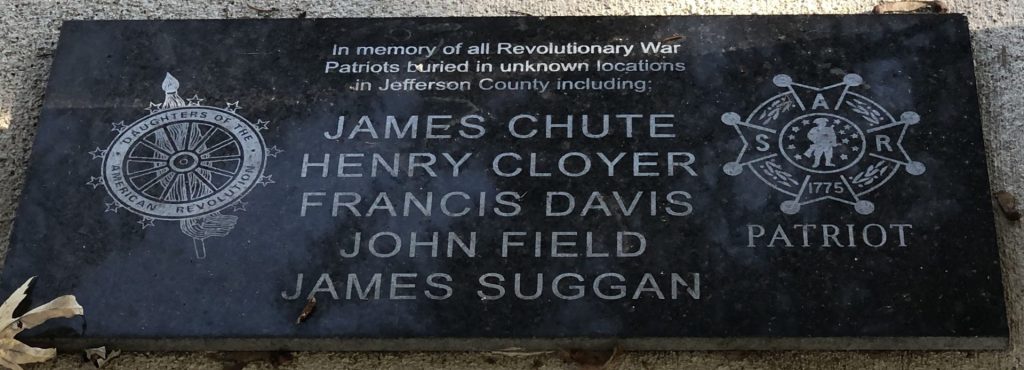 In memory of all Revolutionary War
Patriots buried in unknown locations
in Jefferson County including:
JAMES CHUTE
HENRY CLOYER
FRANCIS DAVIS
JOHN FIELD
JAMES SUGGAN
DAUGHTERS OF THE
AMERICAN REVOLUTION
S A R
1775
PATRIOT